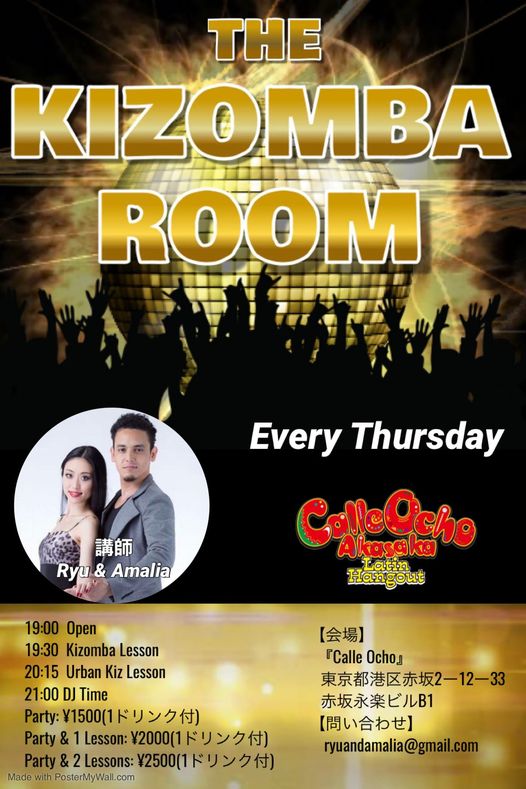 THE
KIZOMBA
ROOM
Every Thursday
講師
Ryu & Amalia
Calle Ocho
Akasaka
Latin
Hangout
19:00 Open
19:30 Kizomba Lesson
20:15 Urban Kiz Lesson
21:00 DJ Time
Party: ¥1500(1ドリンク付)
Party & 1 Lesson: ¥2000(1ドリンク付)
Party & 2 Lessons: ¥2500(1ドリンク付)
【会場】
『Calle Ocho』
東京都港区赤坂2ー12ー33
赤坂永楽ビルB1
【問い合わせ】
ryuandamalia@gmail.com
Made with PosterMyWall.com